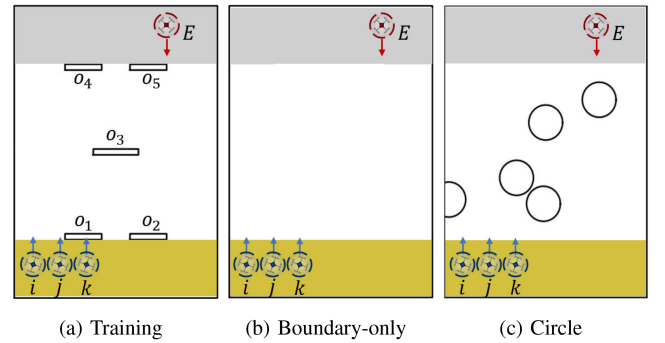 E E E
o₄ o₅
o₃
o₁ o₂
i j k i j k i j k
(a) Training (b) Boundary-only (c) Circle